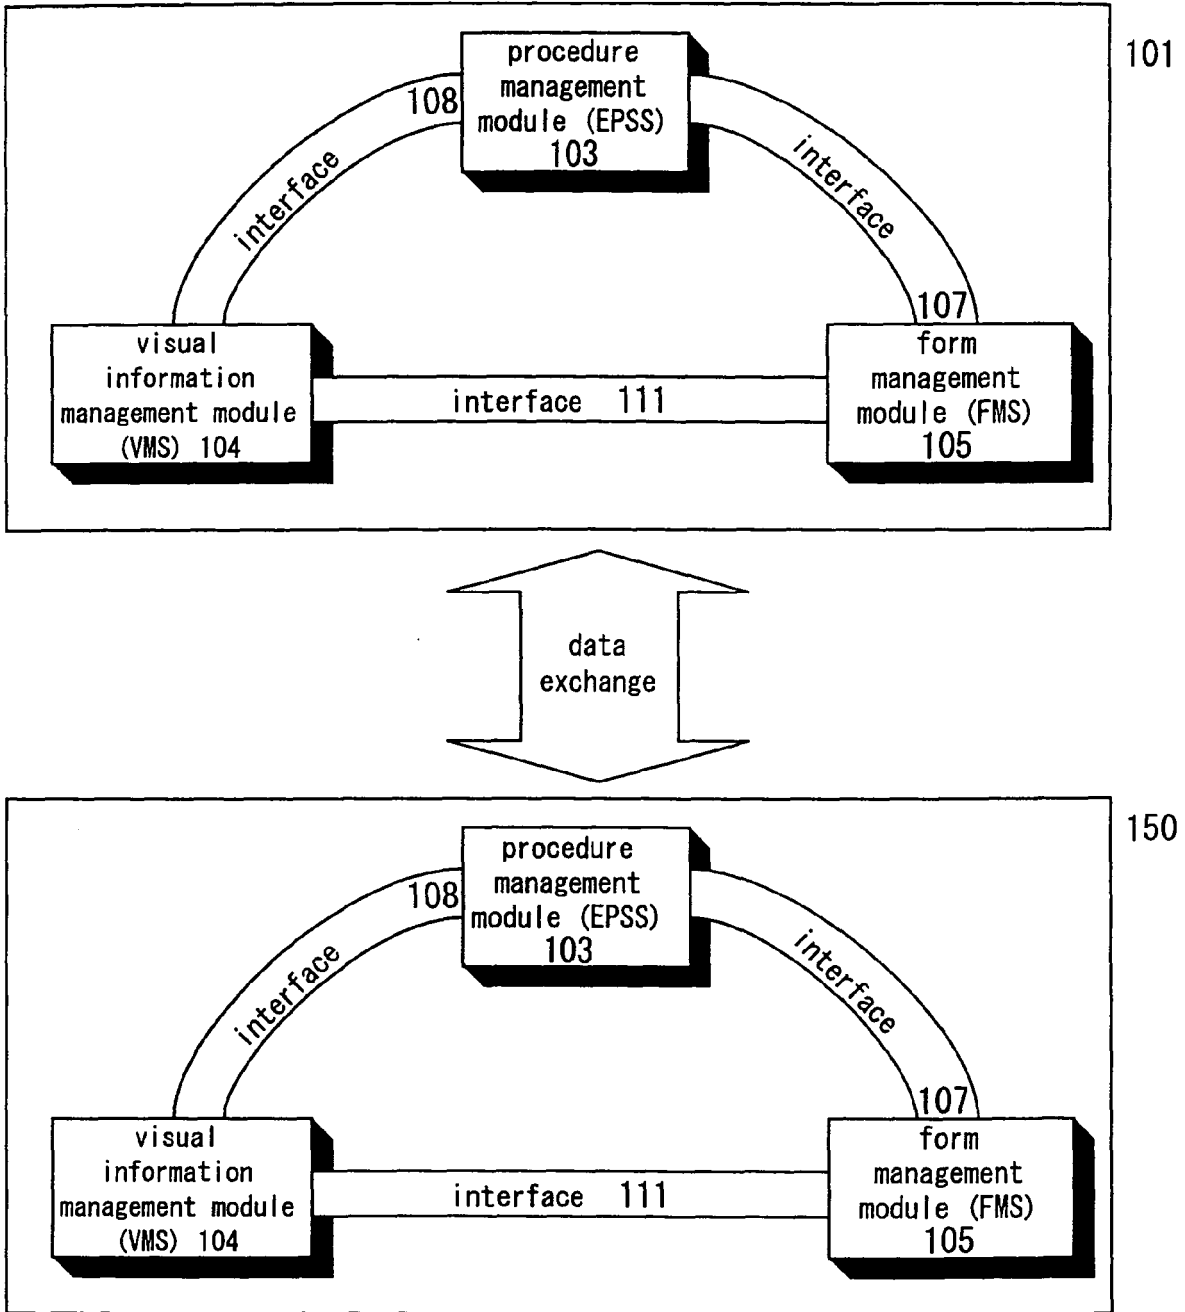 101
procedure
management
module (EPSS)
103
108
interface
interface
107
visual
information
management module
(VMS) 104
interface 111
form
management
module (FMS)
105
data
exchange
150
procedure
management
module (EPSS)
103
108
interface
interface
107
visual
information
management module
(VMS) 104
interface 111
form
management
module (FMS)
105